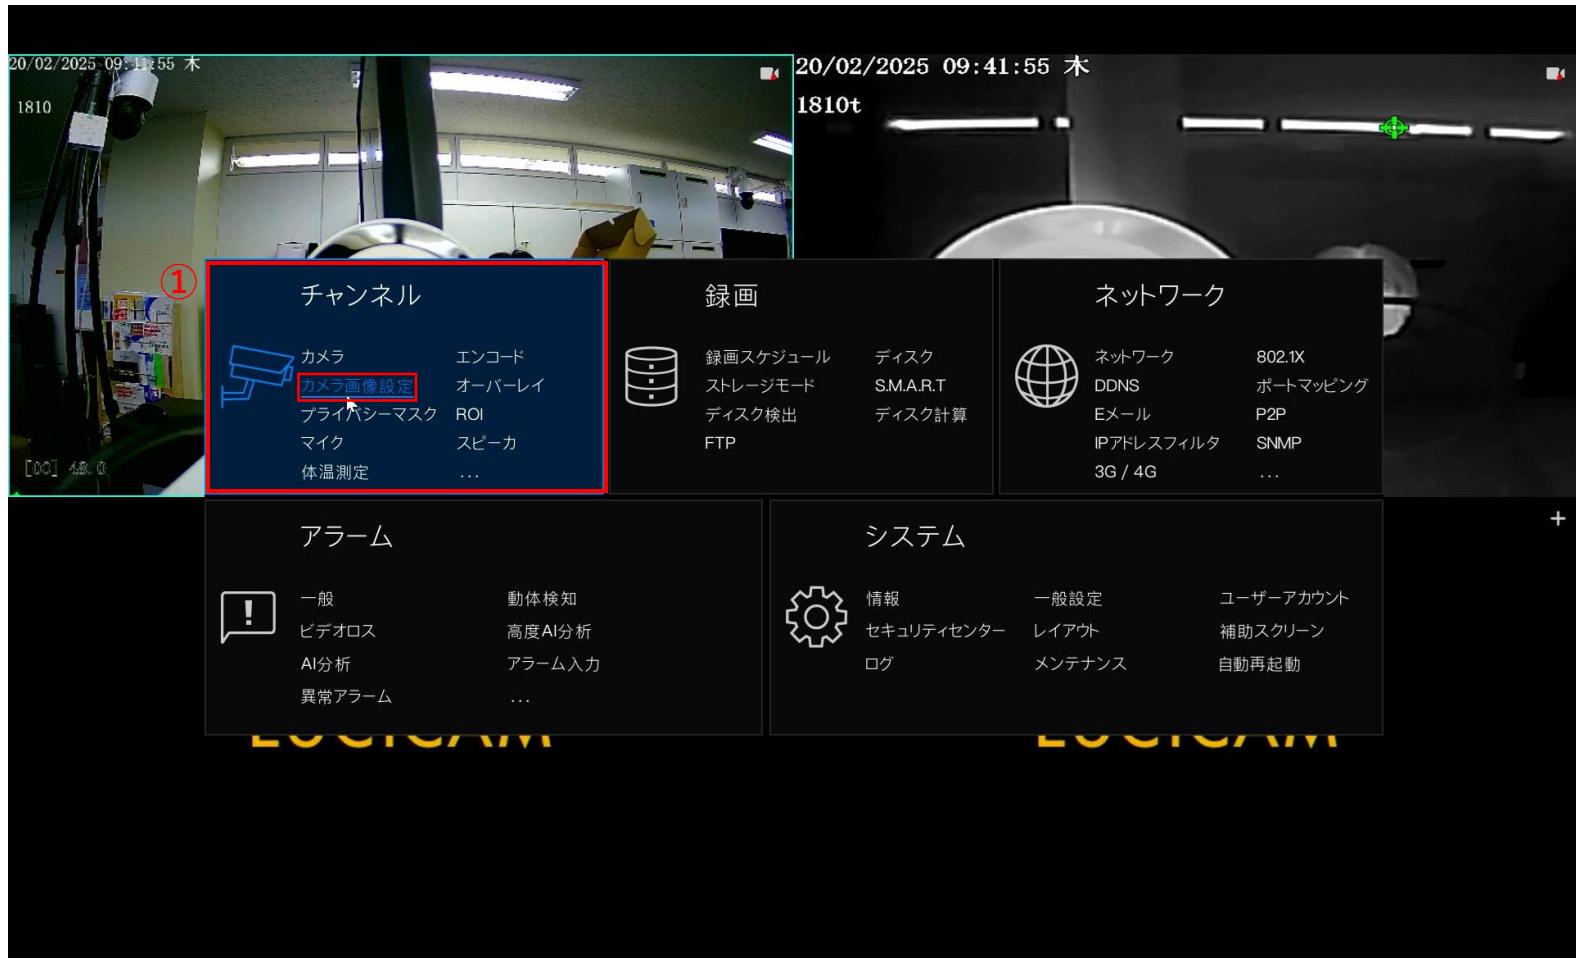 20/02/2025 09:41:55 木
1810
20/02/2025 09:41:55 木
1810t
①
チャンネル
カメラ エンコード
カメラ画像設定 オーバーレイ
プライバシーマスク ROI
マイク スピーカ
体温測定 ...
録画
録画スケジュール ディスク
ストレージモード S.M.A.R.T
ディスク検出 ディスク計算
FTP
ネットワーク
ネットワーク 802.1X
DDNS ポートマッピング
Eメール P2P
IPアドレスフィルタ SNMP
3G / 4G ...
アラーム
一般 動体検知
ビデオロス 高度AI分析
AI分析 アラーム入力
異常アラーム ...
システム
情報 一般設定 ユーザーアカウント
セキュリティセンター レイアウト 補助スクリーン
ログ メンテナンス 自動再起動
+